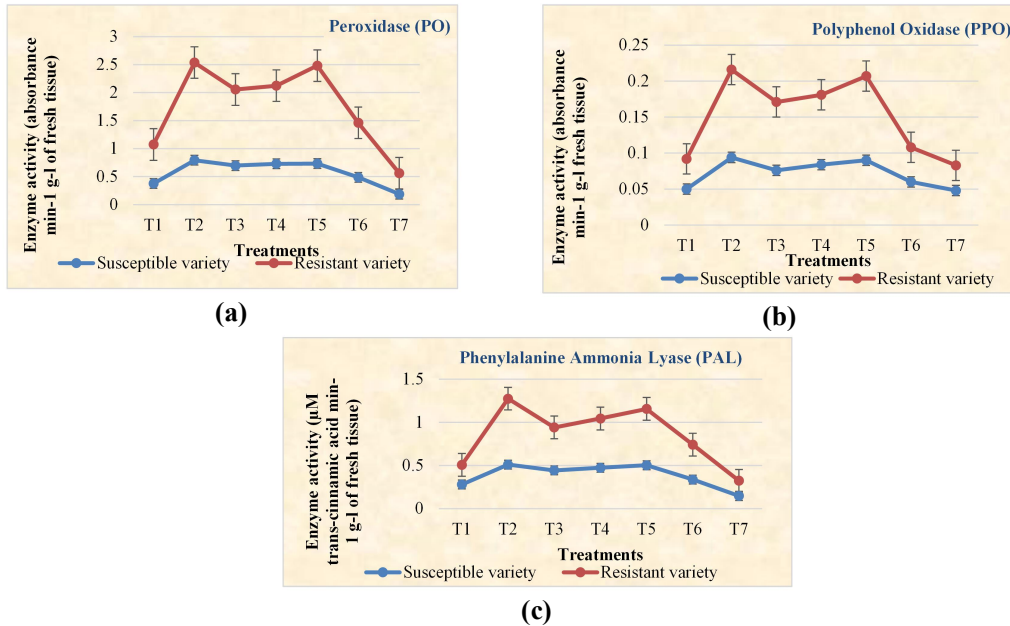 Peroxidase (PO)
Enzyme activity (absorbance
min-1 g-l of fresh tissue)
3
2.5
2
1.5
1
0.5
0
T1 T2 T3 T4 T5 T6 T7
Treatments
Susceptible variety Resistant variety
(a)
Polyphenol Oxidase (PPO)
Enzyme activity (absorbance
min-1 g-l fresh tissue)
0.25
0.2
0.15
0.1
0.05
0
T1 T2 T3 T4 T5 T6 T7
Treatments
Susceptible variety Resistant variety
(b)
Phenylalanine Ammonia Lyase (PAL)
Enzyme activity (µM
trans-cinnamic acid min-
1 g-l of fresh tissue)
1.5
1
0.5
0
T1 T2 T3 T4 T5 T6 T7
Treatments
Susceptible variety Resistant variety
(c)